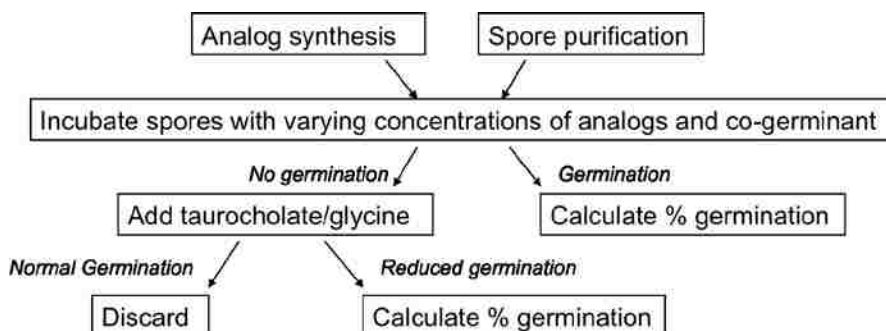 Analog synthesis
Spore purification
Incubate spores with varying concentrations of analogs and co-germinant
No germination
Germination
Add taurocholate/glycine
Calculate % germination
Normal Germination
Reduced germination
Discard
Calculate % germination